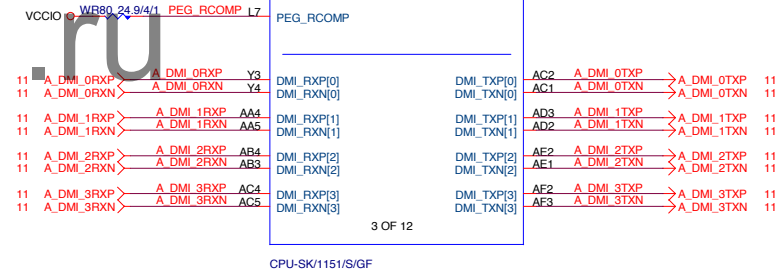 VCCIO WR80 24.9/4/1 PEG_RCOMP L7 PEG_RCOMP
.ru
11 A_DMI_0RXP A_DMI_0RXP Y3 DMI_RXP[0] DMI_TXP[0] AC2 A_DMI_0TXP A_DMI_0TXP 11
11 A_DMI_0RXN A_DMI_0RXN Y4 DMI_RXN[0] DMI_TXN[0] AC1 A_DMI_0TXN A_DMI_0TXN 11
11 A_DMI_1RXP A_DMI_1RXP AA4 DMI_RXP[1] DMI_TXP[1] AD3 A_DMI_1TXP A_DMI_1TXP 11
11 A_DMI_1RXN A_DMI_1RXN AA5 DMI_RXN[1] DMI_TXN[1] AD2 A_DMI_1TXN A_DMI_1TXN 11
11 A_DMI_2RXP A_DMI_2RXP AB4 DMI_RXP[2] DMI_TXP[2] AE2 A_DMI_2TXP A_DMI_2TXP 11
11 A_DMI_2RXN A_DMI_2RXN AB3 DMI_RXN[2] DMI_TXN[2] AE1 A_DMI_2TXN A_DMI_2TXN 11
11 A_DMI_3RXP A_DMI_3RXP AC4 DMI_RXP[3] DMI_TXP[3] AF2 A_DMI_3TXP A_DMI_3TXP 11
11 A_DMI_3RXN A_DMI_3RXN AC5 DMI_RXN[3] DMI_TXN[3] AF3 A_DMI_3TXN A_DMI_3TXN 11
3 OF 12
CPU-SK/1151/S/GF